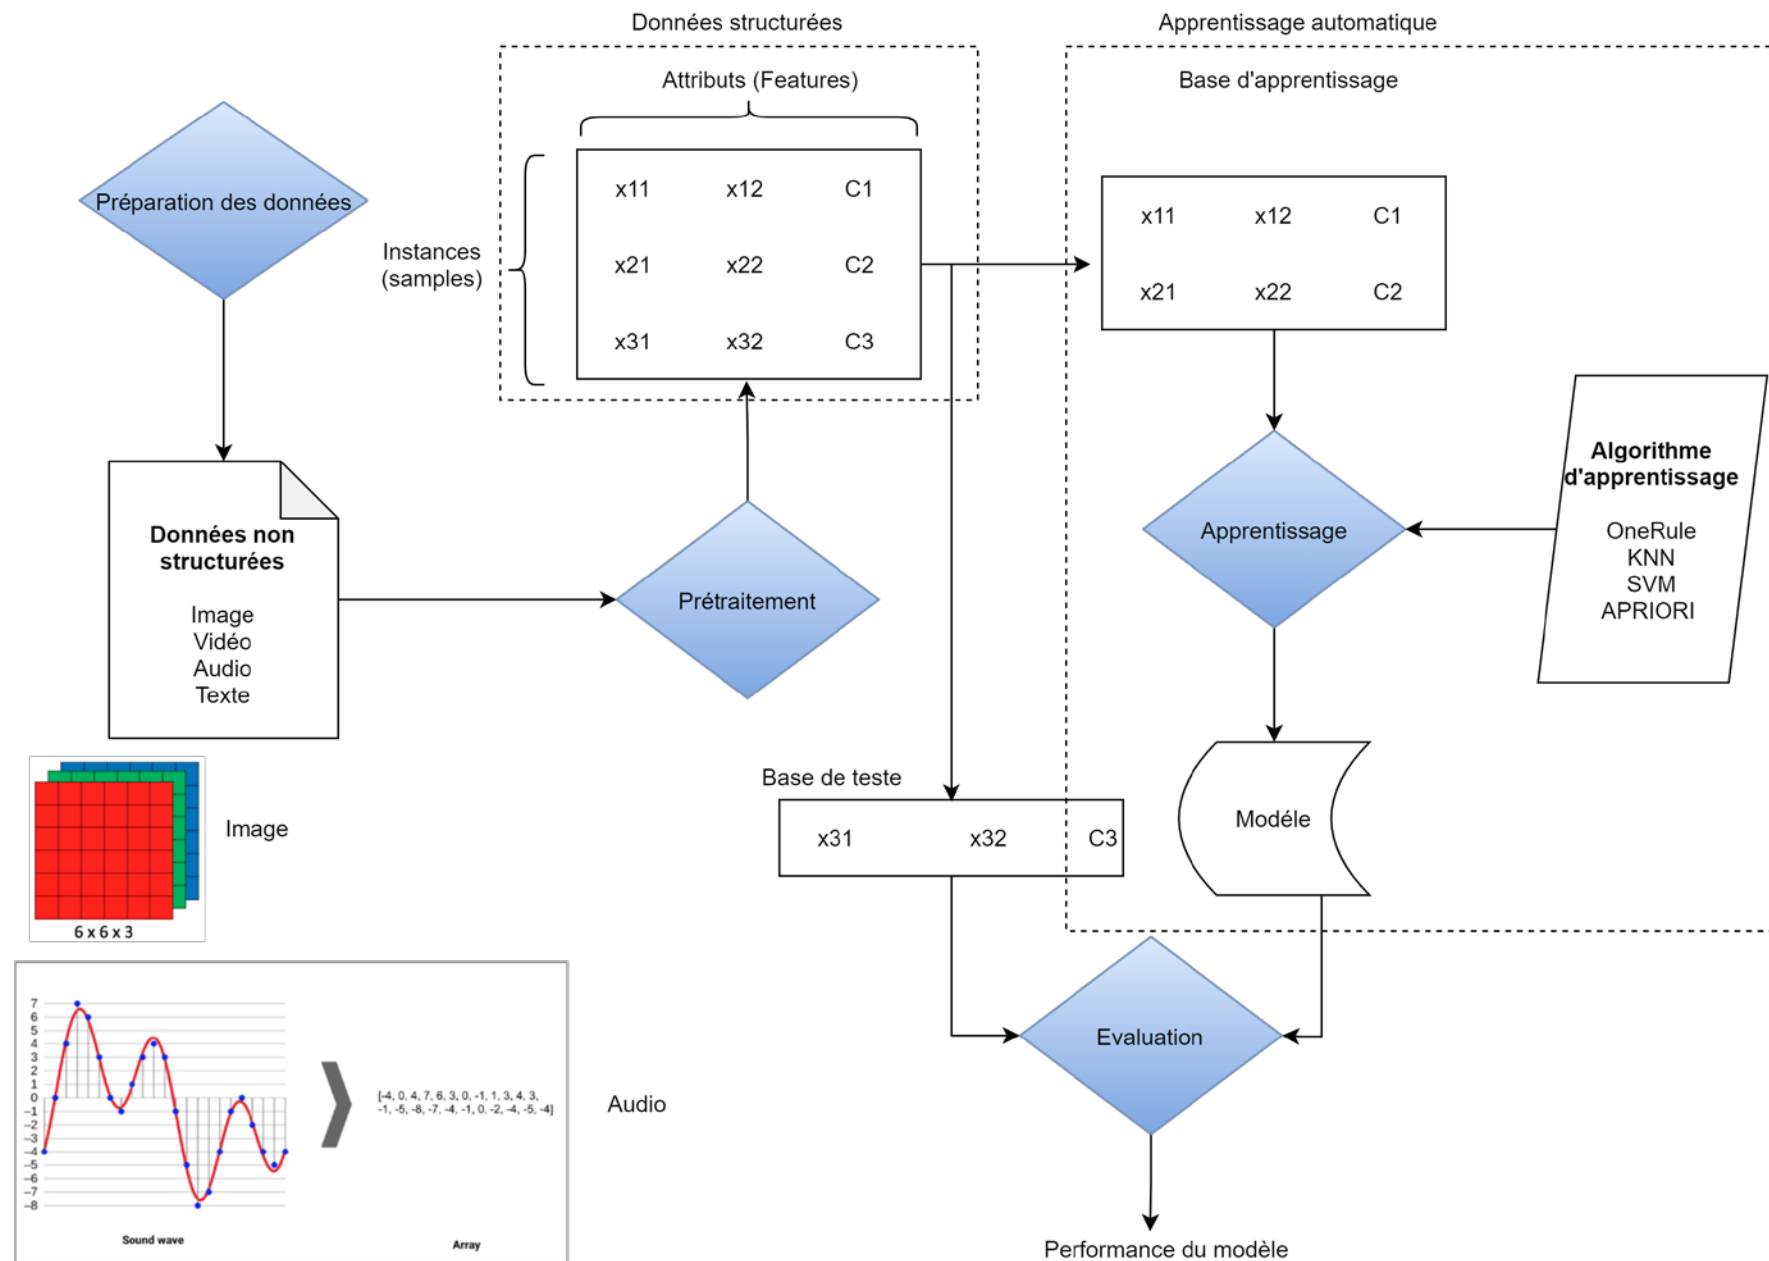 Données structurées
Apprentissage automatique
Attributs (Features)
Base d'apprentissage
Préparation des données
Instances
(samples)
x11 x12 C1
x21 x22 C2
x31 x32 C3
x11 x12 C1
x21 x22 C2
Données non
structurées
Image
Vidéo
Audio
Texte
Prétraitement
Apprentissage
Algorithme
d'apprentissage
OneRule
KNN
SVM
APRIORI
Base de teste
x31 x32 C3
Modéle
Image
6 x 6 x 3
Evaluation
7
6
5
4
3
2
1
0
-1
-2
-3
-4
-5
-6
-7
-8
Sound wave
[-4, 0, 4, 7, 6, 3, 0, -1, 1, 3, 4, 3,
-1, -5, -8, -7, -4, -1, 0, -2, -4, -5, -4]
Array
Audio
Performance du modèle